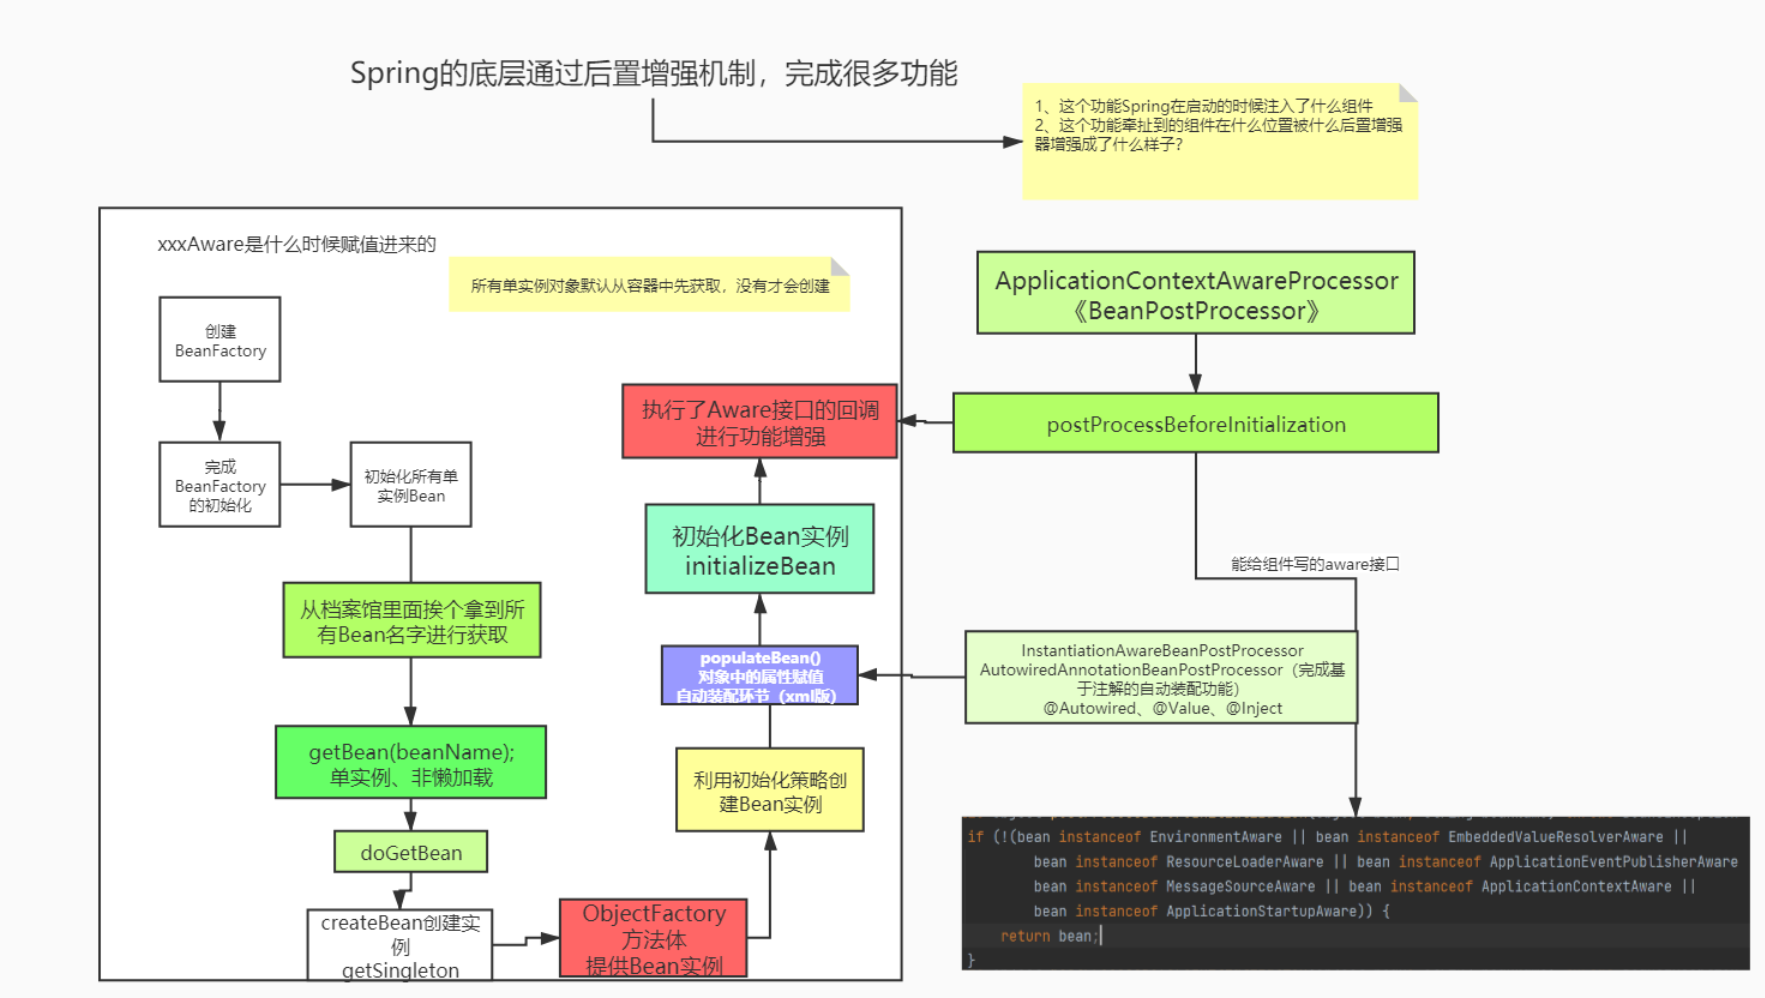 Spring的底层通过后置增强机制，完成很多功能
1、这个功能Spring在启动的时候注入了什么组件
2、这个功能牵扯到的组件在什么位置被什么后置增强
器增强成了什么样子?
xxxAware是什么时候赋值进来的
所有单实例对象默认从容器中先获取，没有才会创建
创建
BeanFactory
完成
BeanFactory
的初始化
初始化所有单
实例Bean
从档案馆里面挨个拿到所
有Bean名字进行获取
getBean(beanName);
单实例、非懒加载
doGetBean
createBean创建实
例
getSingleton
ObjectFactory
方法体
提供Bean实例
利用初始化策略创
建Bean实例
populateBean()
对象中的属性赋值
自动装配环节（xml版）
初始化Bean实例
initializeBean
执行了Aware接口的回调
进行功能增强
ApplicationContextAwareProcessor
《BeanPostProcessor》
postProcessBeforeInitialization
能给组件写的aware接口
InstantiationAwareBeanPostProcessor
AutowiredAnnotationBeanPostProcessor（完成基
于注解的自动装配功能）
@Autowired、@Value、@Inject
if (!(bean instanceof EnvironmentAware || bean instanceof EmbeddedValueResolverAware ||
bean instanceof ResourceLoaderAware || bean instanceof ApplicationEventPublisherAware
bean instanceof MessageSourceAware || bean instanceof ApplicationContextAware ||
bean instanceof ApplicationStartupAware)) {
return bean;
}